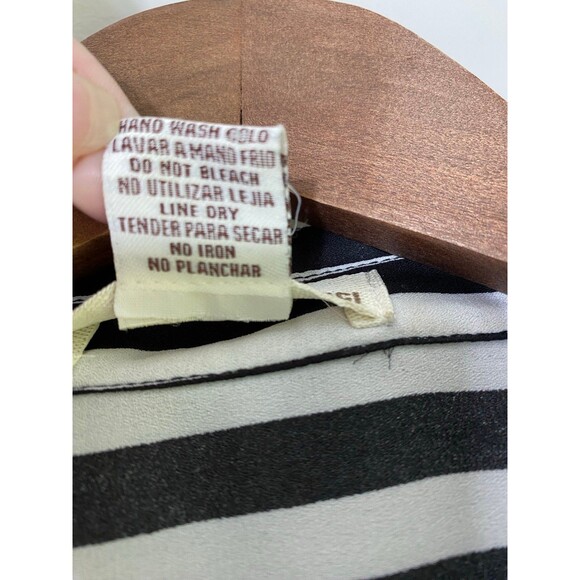 HAND WASH COLD
LAVAR A MANO FRIO
DO NOT BLEACH
NO UTILIZAR LEJIA
LINE DRY
TENDER PARA SECAR
NO IRON
NO PLANCHAR